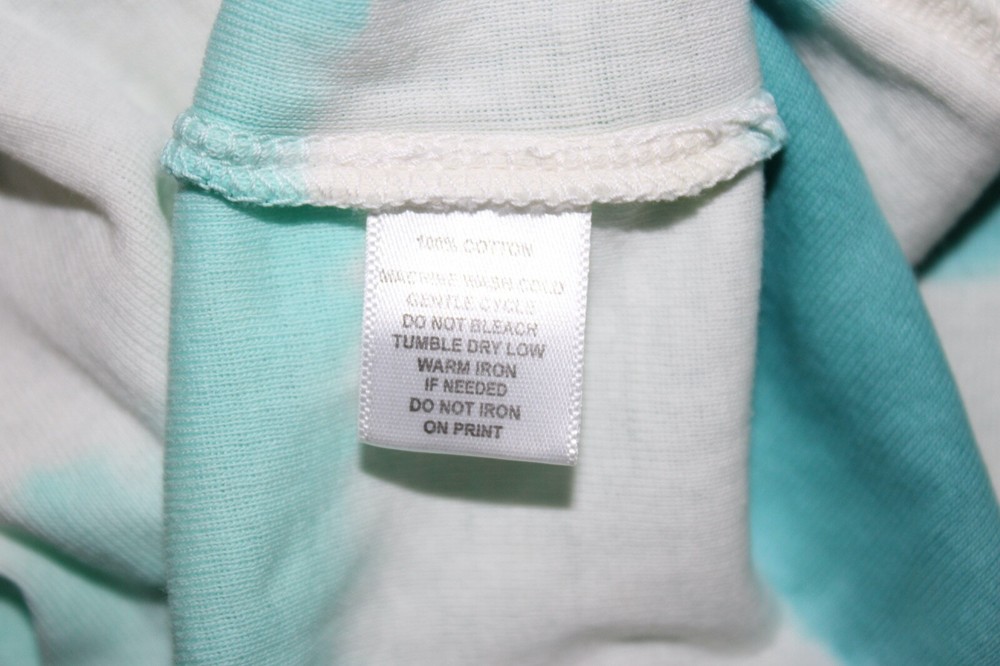 100% COTTON
MACHINE WASH COLD
GENTLE CYCLE
DO NOT BLEACH
TUMBLE DRY LOW
WARM IRON
IF NEEDED
DO NOT IRON
ON PRINT